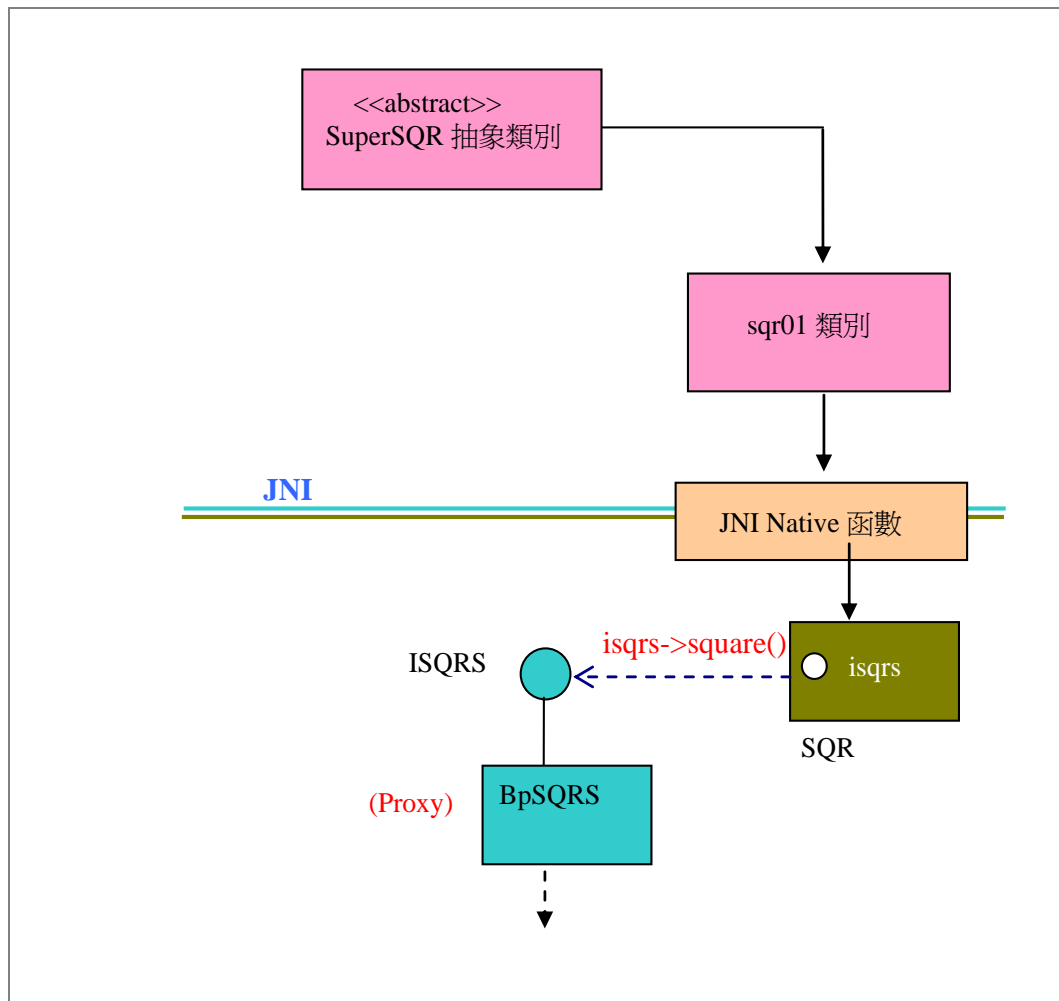 <<abstract>>
SuperSQR 抽象類別
sqr01 類別
JNI
JNI Native 函數
isqrs->square()
ISQRS
isqrs
SQR
(Proxy)
BpSQRS